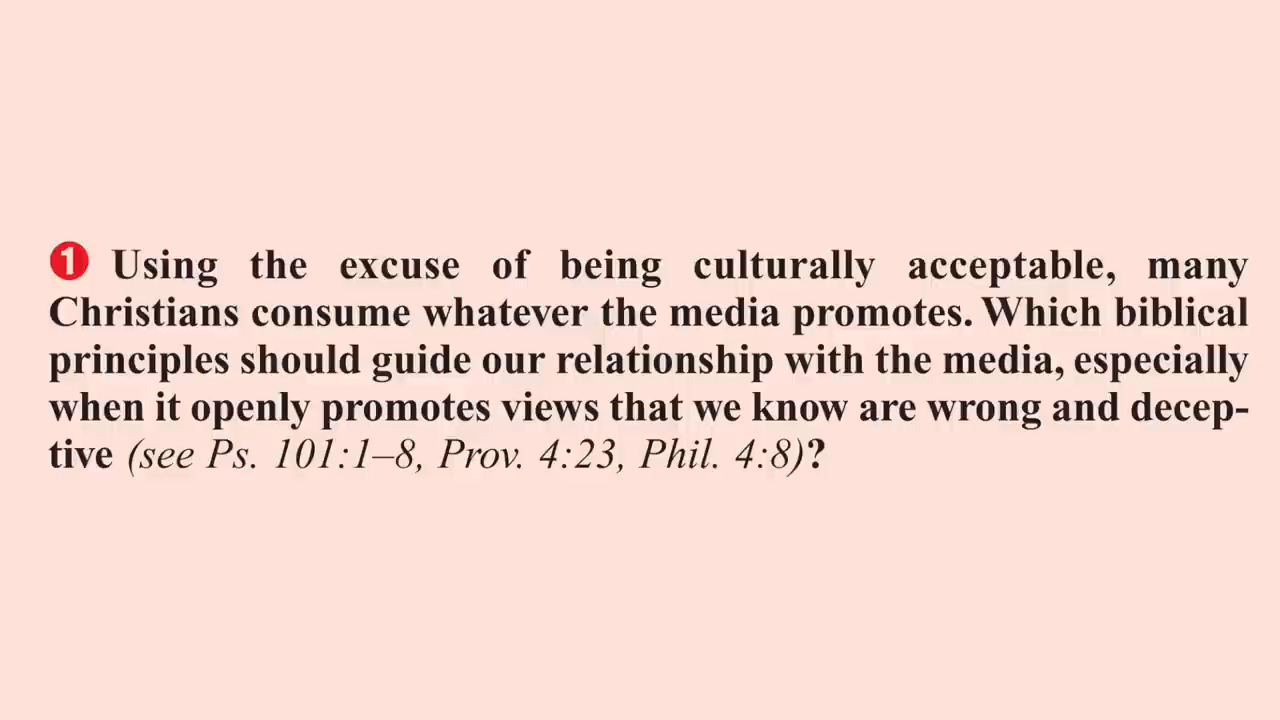 ❶ Using the excuse of being culturally acceptable, many
Christians consume whatever the media promotes. Which biblical
principles should guide our relationship with the media, especially
when it openly promotes views that we know are wrong and decep-
tive (see Ps. 101:1–8, Prov. 4:23, Phil. 4:8)?